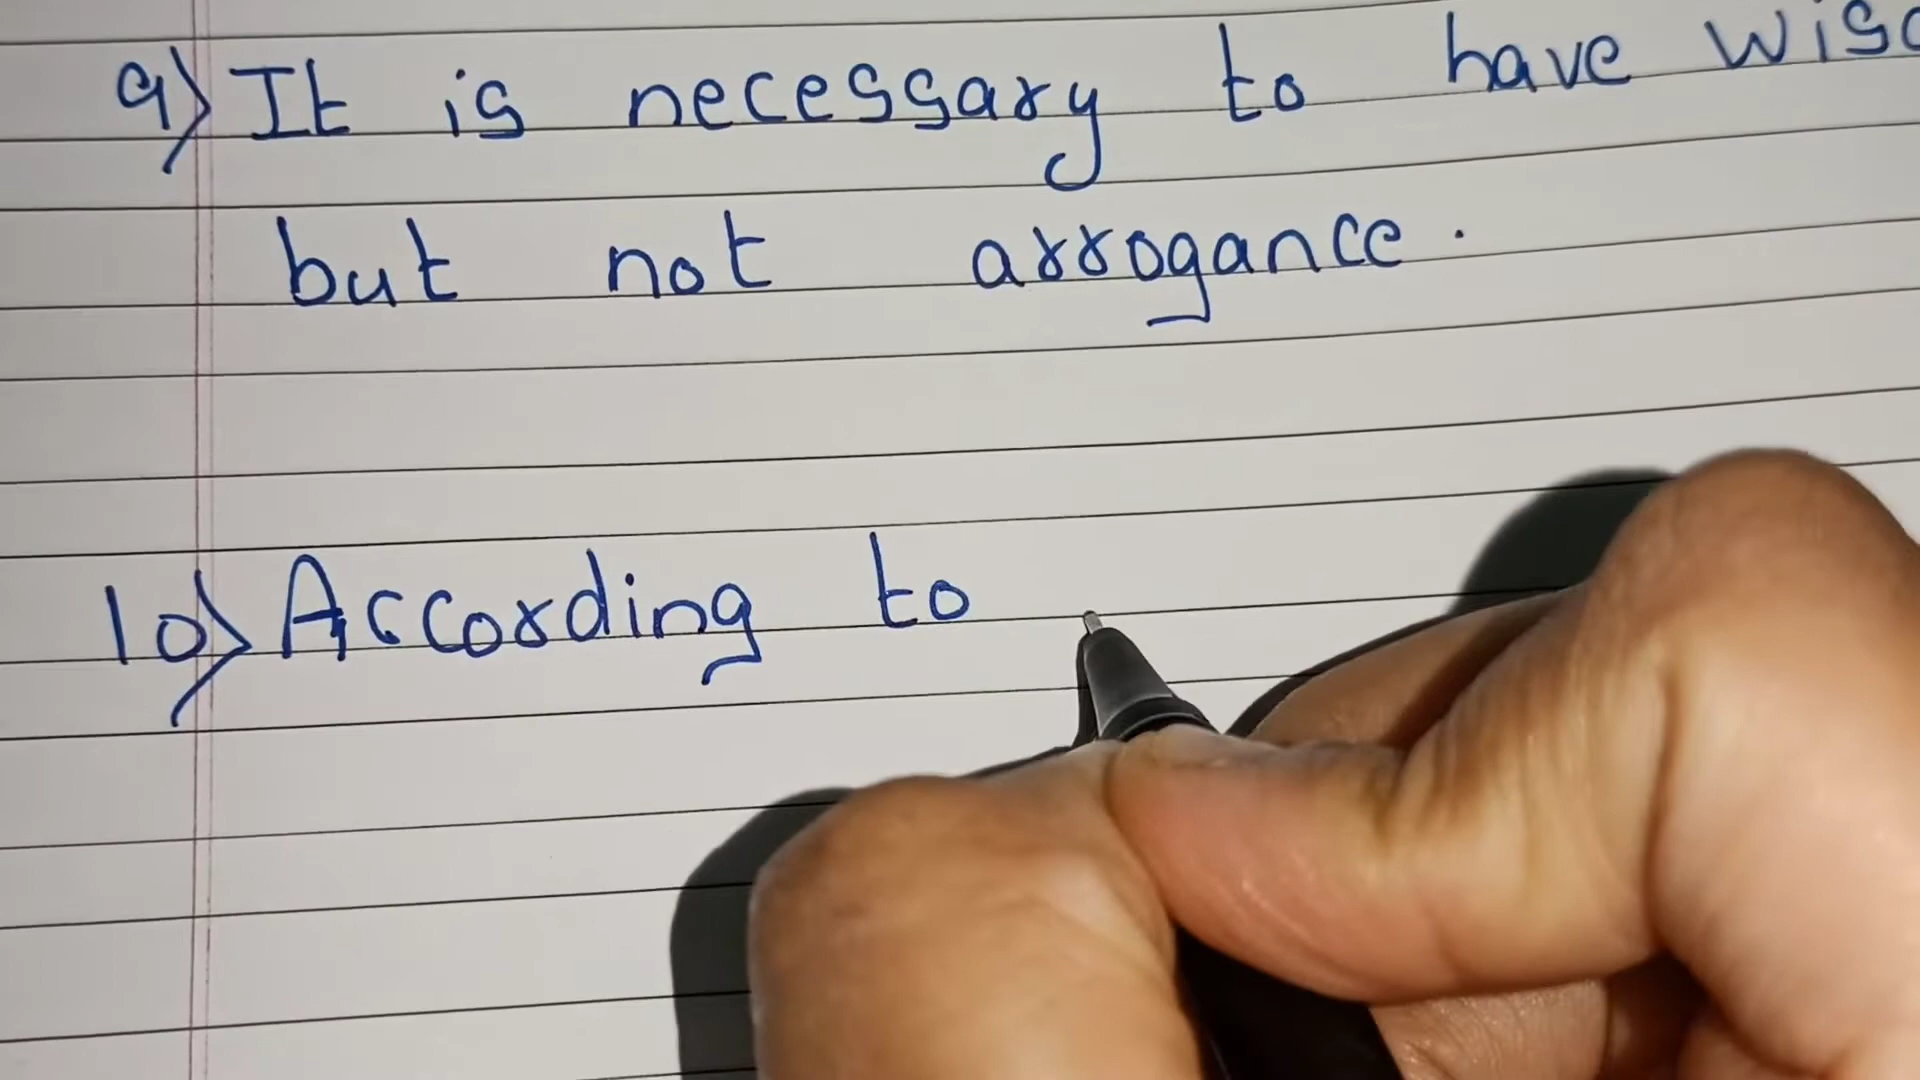 9) It is necessary to have
but not arrogance.
10) According to